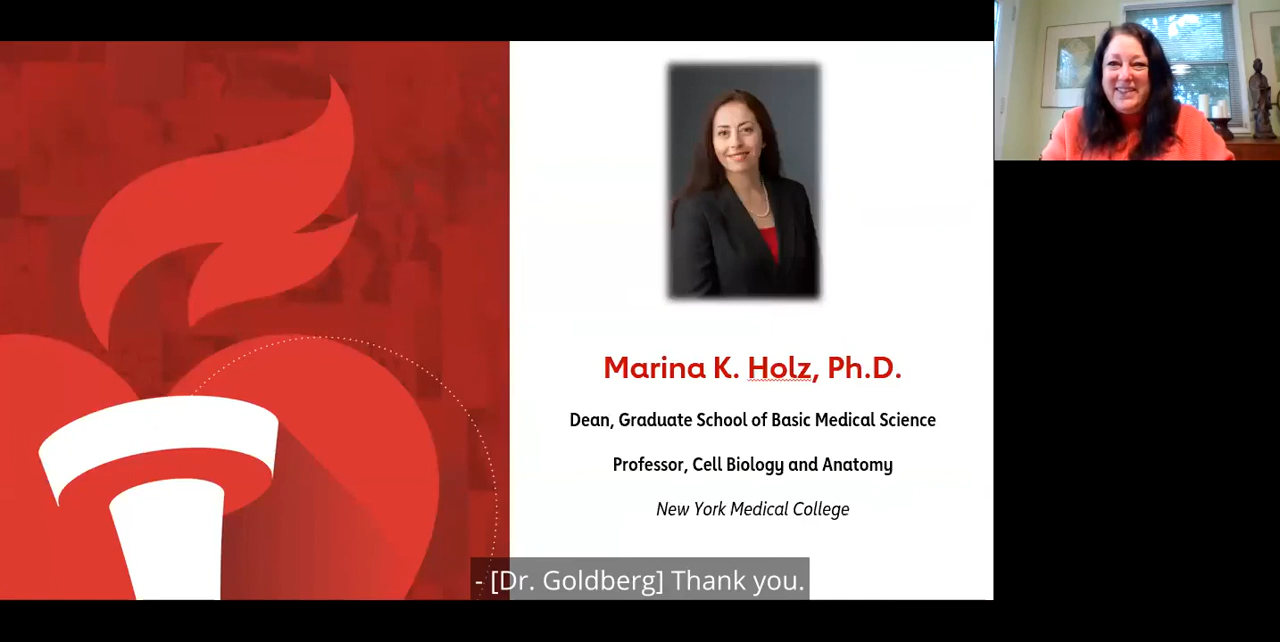 Marina K. Holz, Ph.D.
Dean, Graduate School of Basic Medical Science
Professor, Cell Biology and Anatomy
New York Medical College
- [Dr. Goldberg] Thank you.